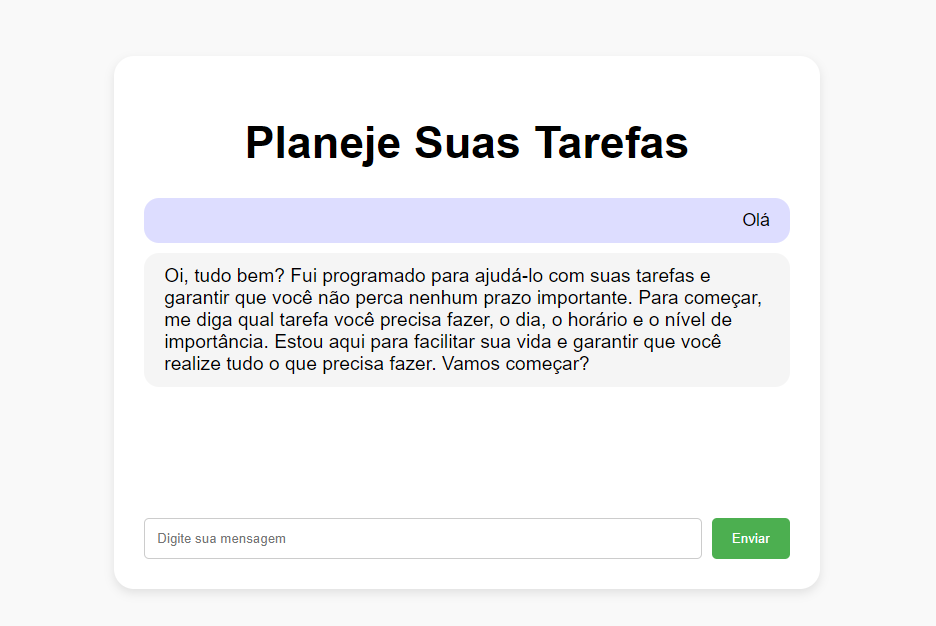 Planeje Suas Tarefas
Olá
Oi, tudo bem? Fui programado para ajudá-lo com suas tarefas e
garantir que você não perca nenhum prazo importante. Para começar,
me diga qual tarefa você precisa fazer, o dia, o horário e o nível de
importância. Estou aqui para facilitar sua vida e garantir que você
realize tudo o que precisa fazer. Vamos começar?
Digite sua mensagem
Enviar